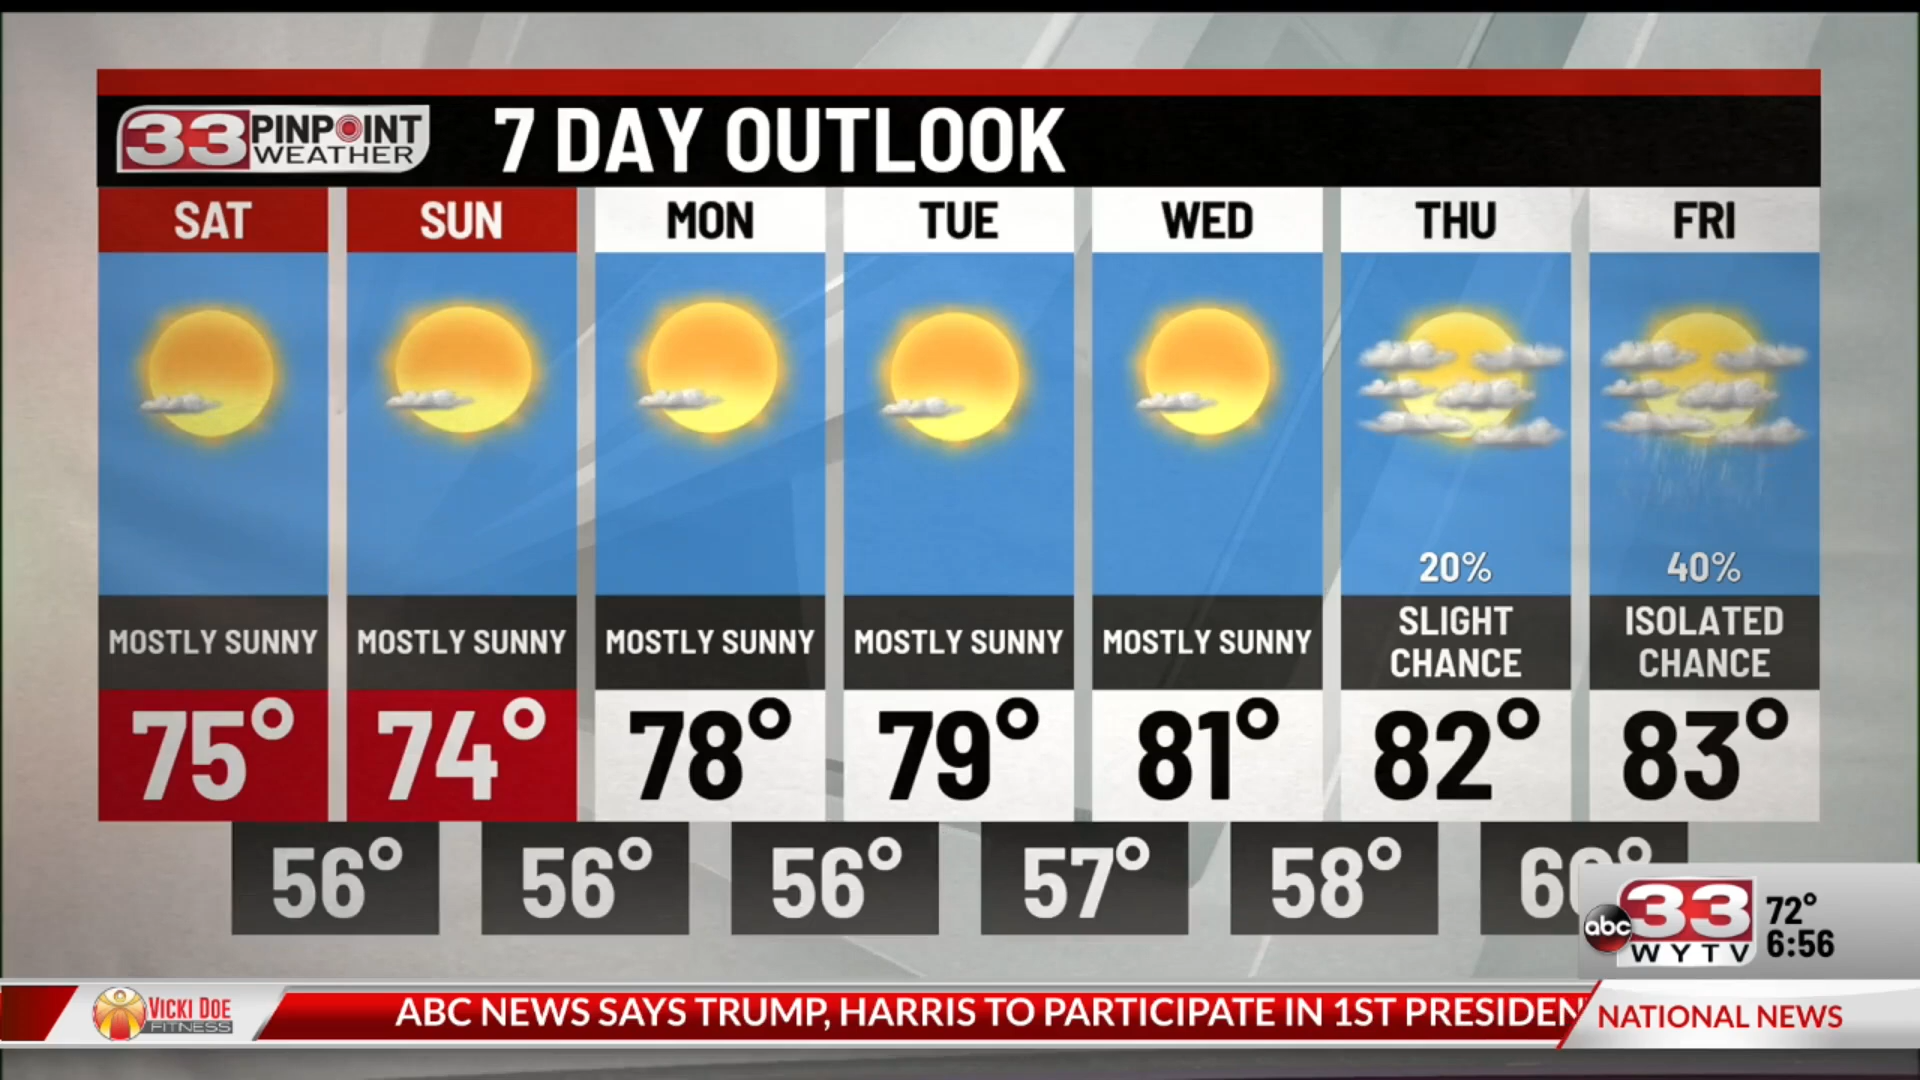 33 PINPOINT WEATHER
7 DAY OUTLOOK
SAT SUN MON TUE WED THU FRI
20% 40%
MOSTLY SUNNY MOSTLY SUNNY MOSTLY SUNNY MOSTLY SUNNY MOSTLY SUNNY SLIGHT CHANCE ISOLATED CHANCE
75° 74° 78° 79° 81° 82° 83°
56° 56° 56° 57° 58°
abc 33 WYTV
72°
6:56
VICKI DOE FITNESS
ABC NEWS SAYS TRUMP, HARRIS TO PARTICIPATE IN 1ST PRESIDEN
NATIONAL NEWS